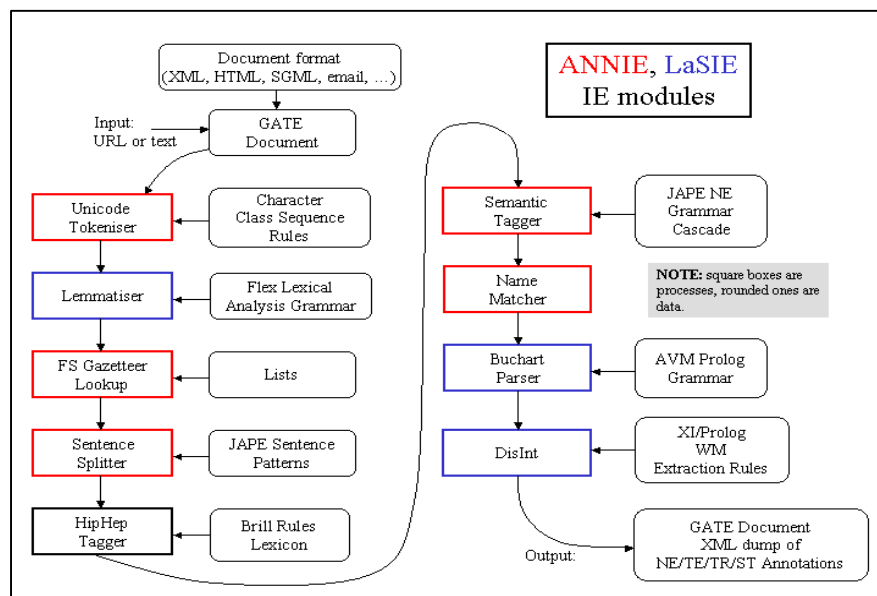 Document format
(XML, HTML, SGML, email, ...)
ANNIE, LaSIE
IE modules
Input:
URL or text
GATE
Document
Unicode
Tokeniser
Character
Class Sequence
Rules
Lemmatiser
Flex Lexical
Analysis Grammar
FS Gazetteer
Lookup
Lists
Sentence
Splitter
JAPE Sentence
Patterns
HipHep
Tagger
Brill Rules
Lexicon
Semantic
Tagger
JAPE NE
Grammar
Cascade
NOTE: square boxes are
processes, rounded ones are
data.
Name
Matcher
Buchart
Parser
AVM Prolog
Grammar
DisInt
XI/Prolog
WM
Extraction Rules
Output:
GATE Document
XML dump of
NE/TE/TR/ST Annotations